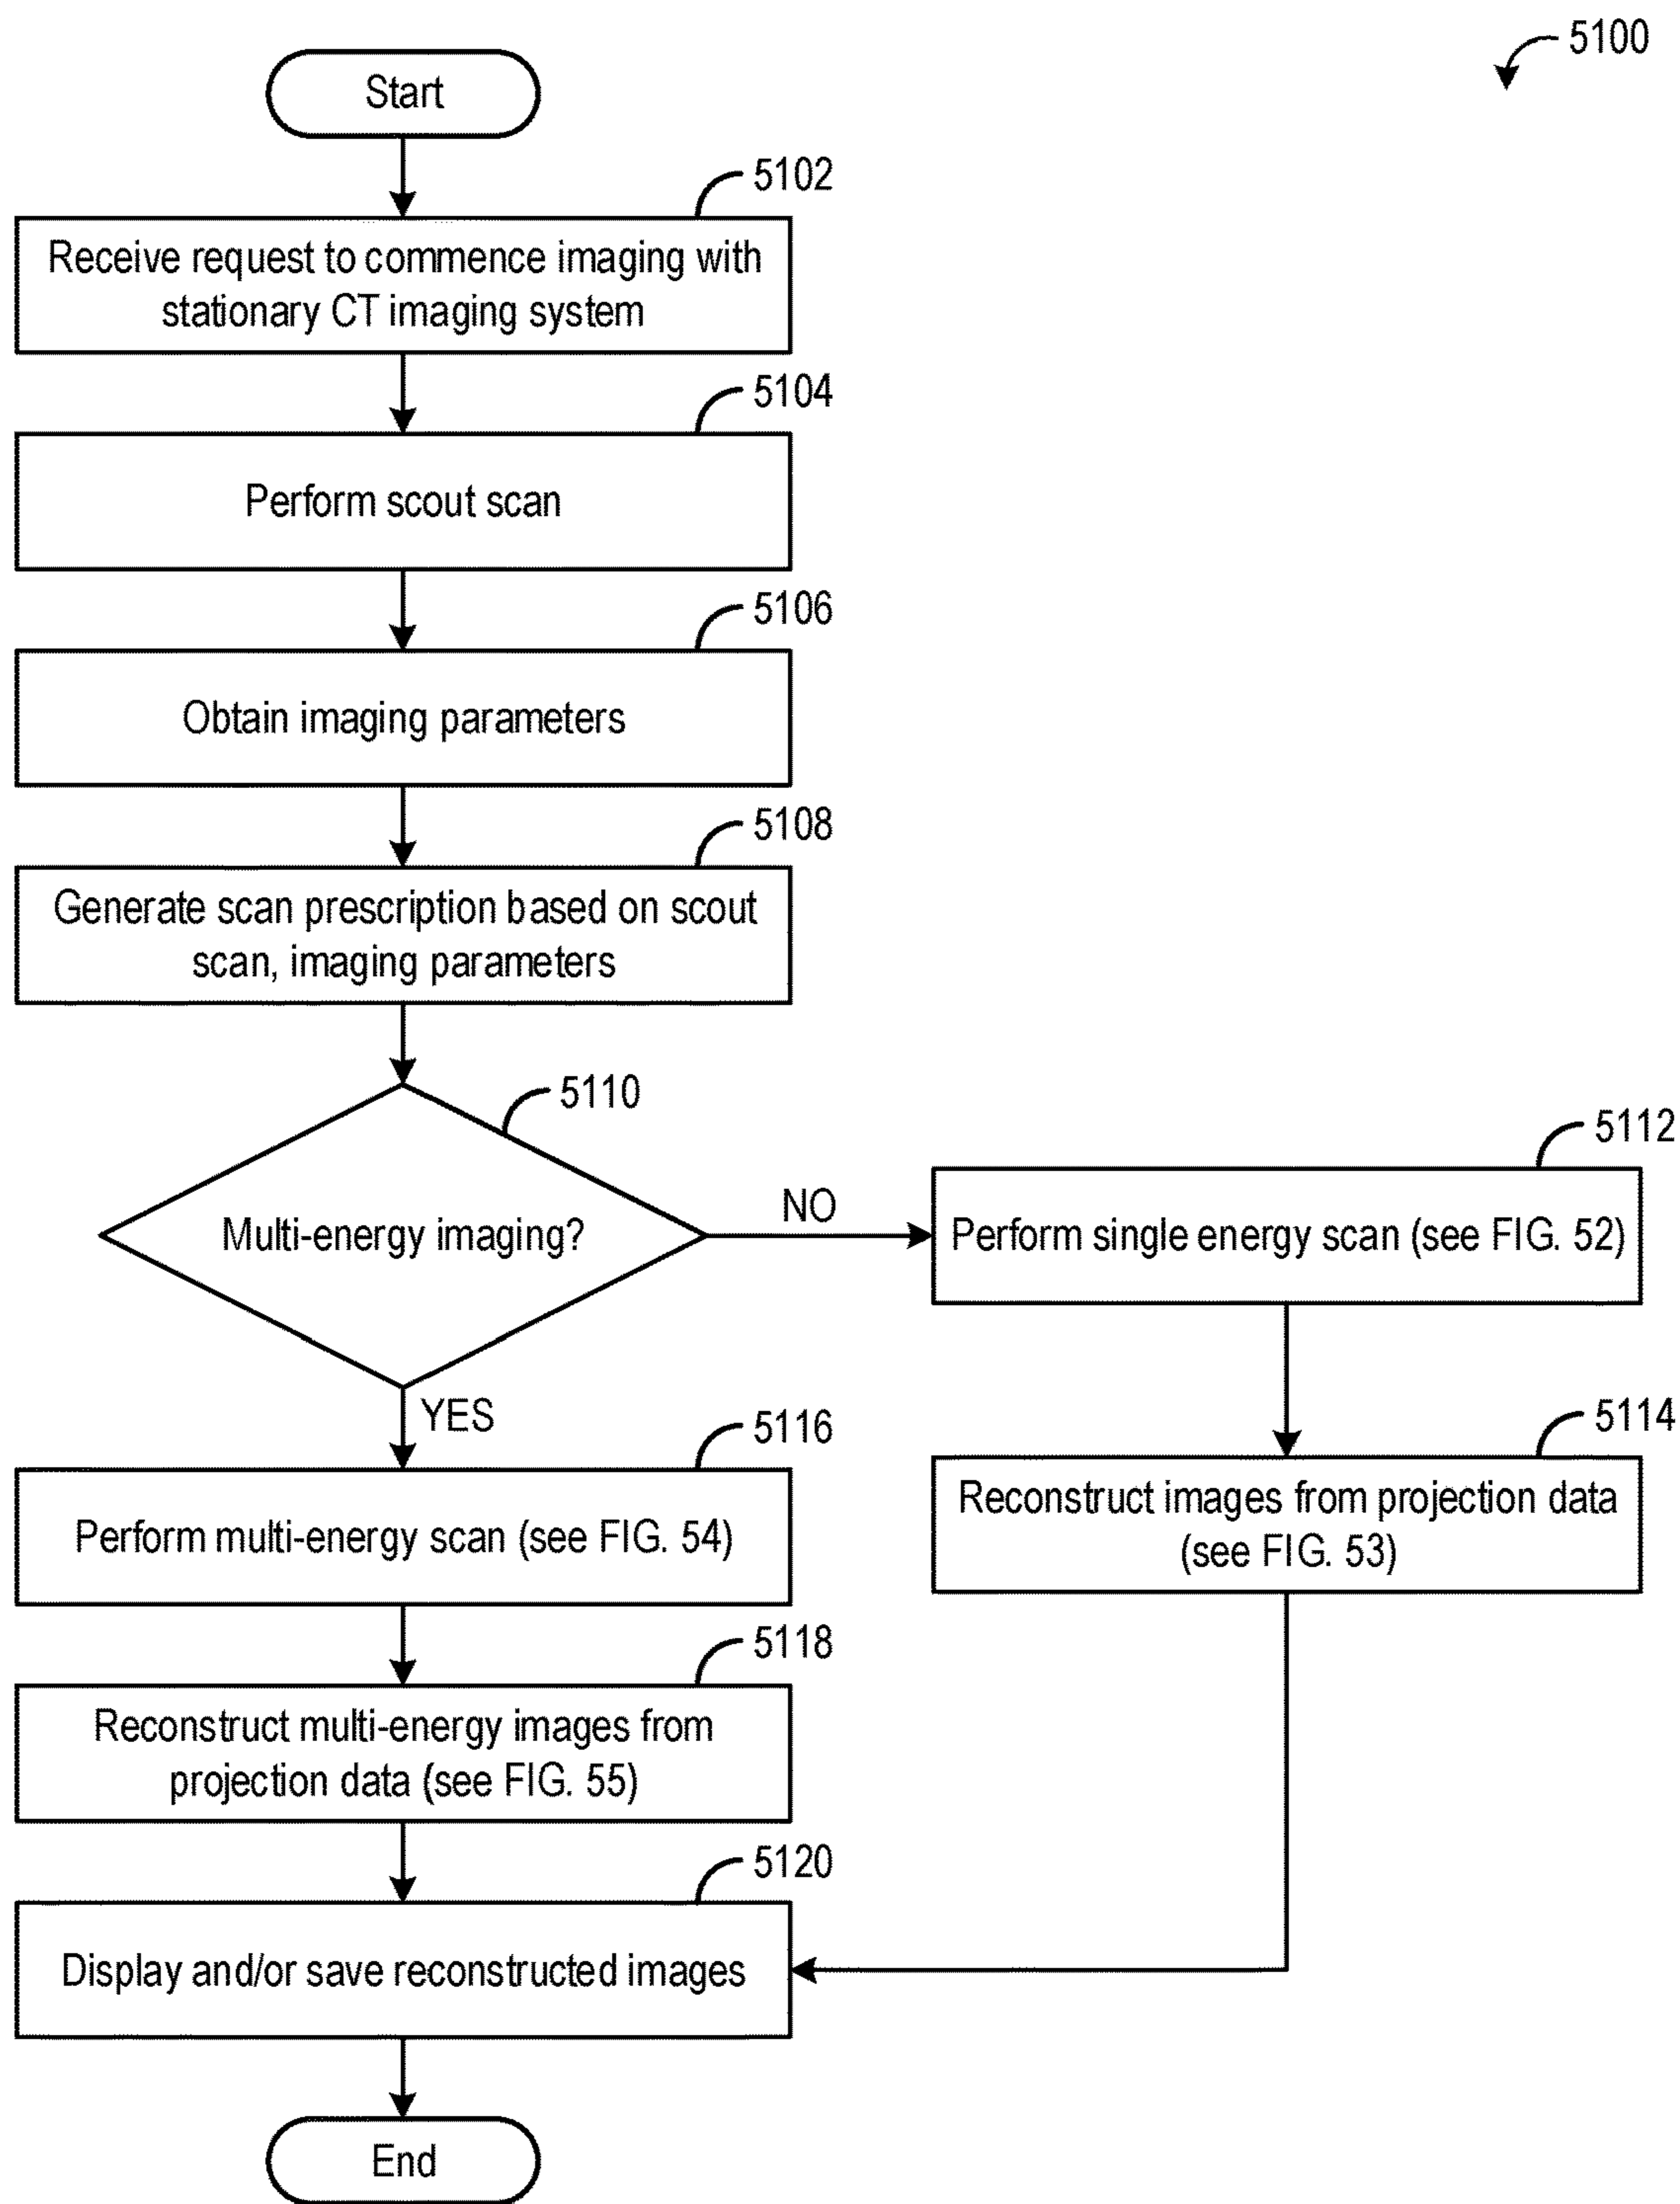 5100
Start
5102
Receive request to commence imaging with
stationary CT imaging system
5104
Perform scout scan
5106
Obtain imaging parameters
5108
Generate scan prescription based on scout
scan, imaging parameters
5110
Multi-energy imaging?
NO
5112
Perform single energy scan (see FIG. 52)
5114
Reconstruct images from projection data
(see FIG. 53)
YES
5116
Perform multi-energy scan (see FIG. 54)
5118
Reconstruct multi-energy images from
projection data (see FIG. 55)
5120
Display and/or save reconstructed images
End